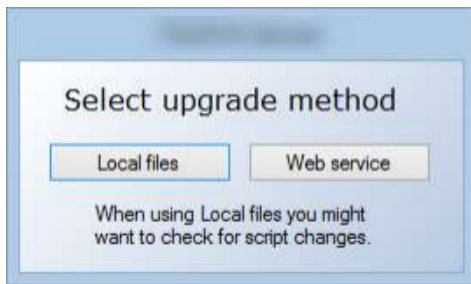 Select upgrade method
Local files
Web service
When using Local files you might
want to check for script changes.